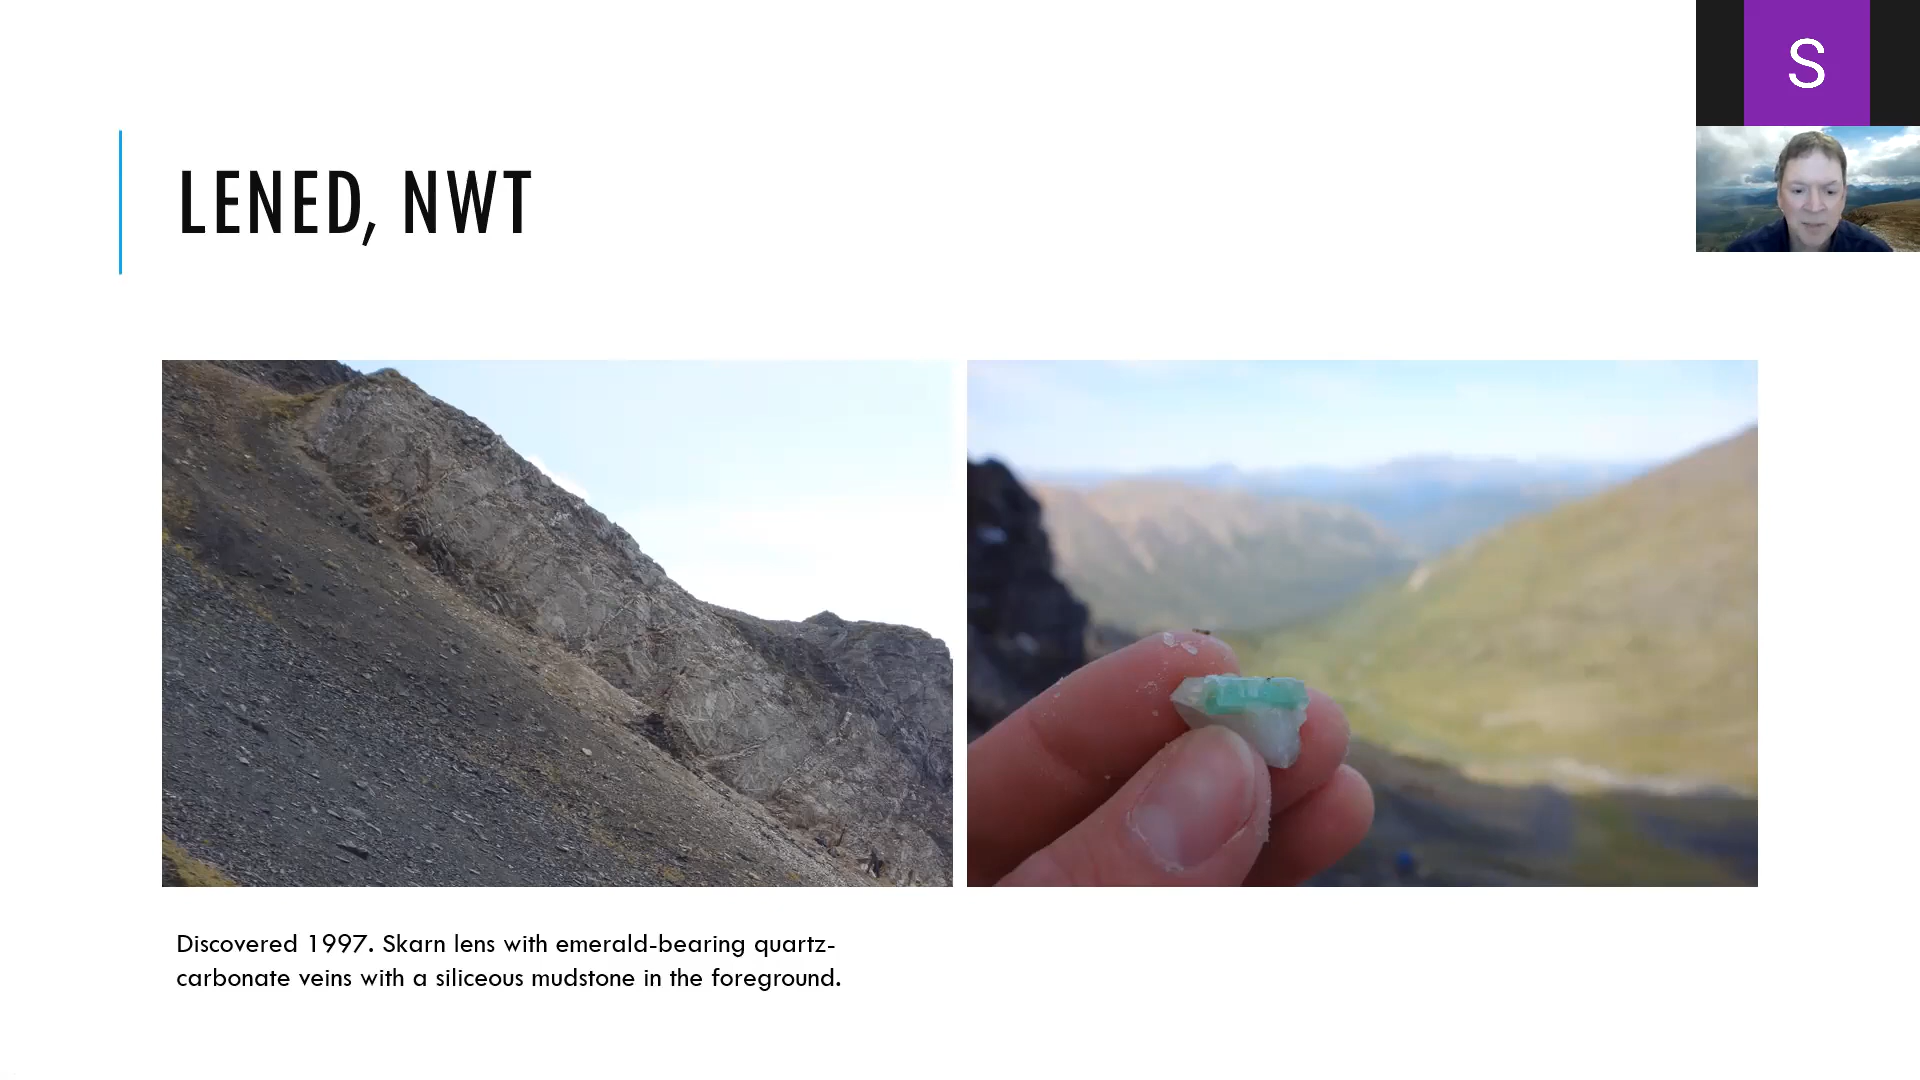 S
LENED, NWT
Discovered 1997. Skarn lens with emerald-bearing quartz-
carbonate veins with a siliceous mudstone in the foreground.